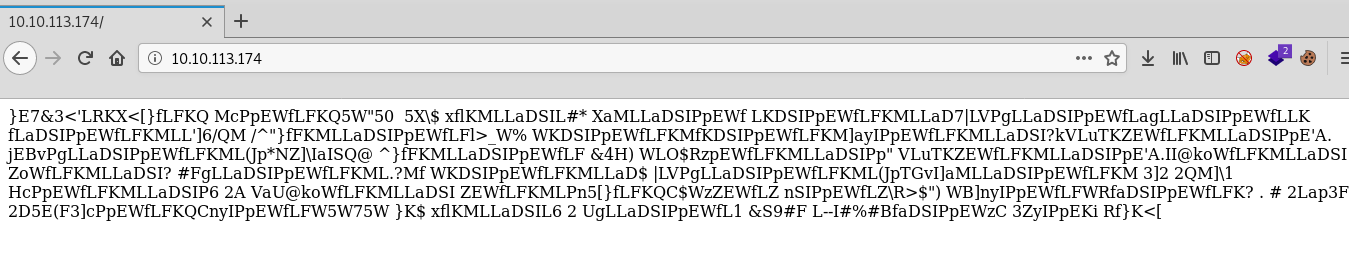 10.10.113.174/
2
10.10.113.174
}E7&3<'LRKX<[}fLFKQ McPpEWfLFKQ5W"50  5X\$ xflKMLLaDSIL#* XaMLLaDSIPpEWf LKDSIPpEWfLFKMLLaD7|LVPgLLaDSIPpEWfLagLLaDSIPpEWfLLK
fLaDSIPpEWfLFKMLL']6/QM /^"}fFKMLLaDSIPpEWfLFl>_W% WKDSIPpEWfLFKMfKDSIPpEWfLFKM]ayIPpEWfLFKMLLaDSI?kVLuTKZEWfLFKMLLaDSIPpE'A.
jEBvPgLLaDSIPpEWfLFKML(Jp*NZ]\IaISQ@ ^}fFKMLLaDSIPpEWfLF &4H) WLO$RzpEWfLFKMLLaDSIPp" VLuTKZEWfLFKMLLaDSIPpE'A.II@koWfLFKMLLaDSI
ZoWfLFKMLLaDSI? #FgLLaDSIPpEWfLFKML.?Mf WKDSIPpEWfLFKMLLaD$ |LVPgLLaDSIPpEWfLFKML(JpTGvI]aMLLaDSIPpEWfLFKM 3]2 2QM]\1
HcPpEWfLFKMLLaDSIP6 2A VaU@koWfLFKMLLaDSI ZEWfLFKMLPn5[}fLFKQC$WzZEWfLZ nSIPpEWfLZ\R>$") WB]nyIPpEWfLFWRfaDSIPpEWfLFK? . # 2Lap3F
2D5E(F3]cPpEWfLFKQCnyIPpEWfLFW5W75W }K$ xflKMLLaDSIL6 2 UgLLaDSIPpEWfL1 &S9#F L--I#%#BfaDSIPpEWzC 3ZyIPpEKi Rf}K<[